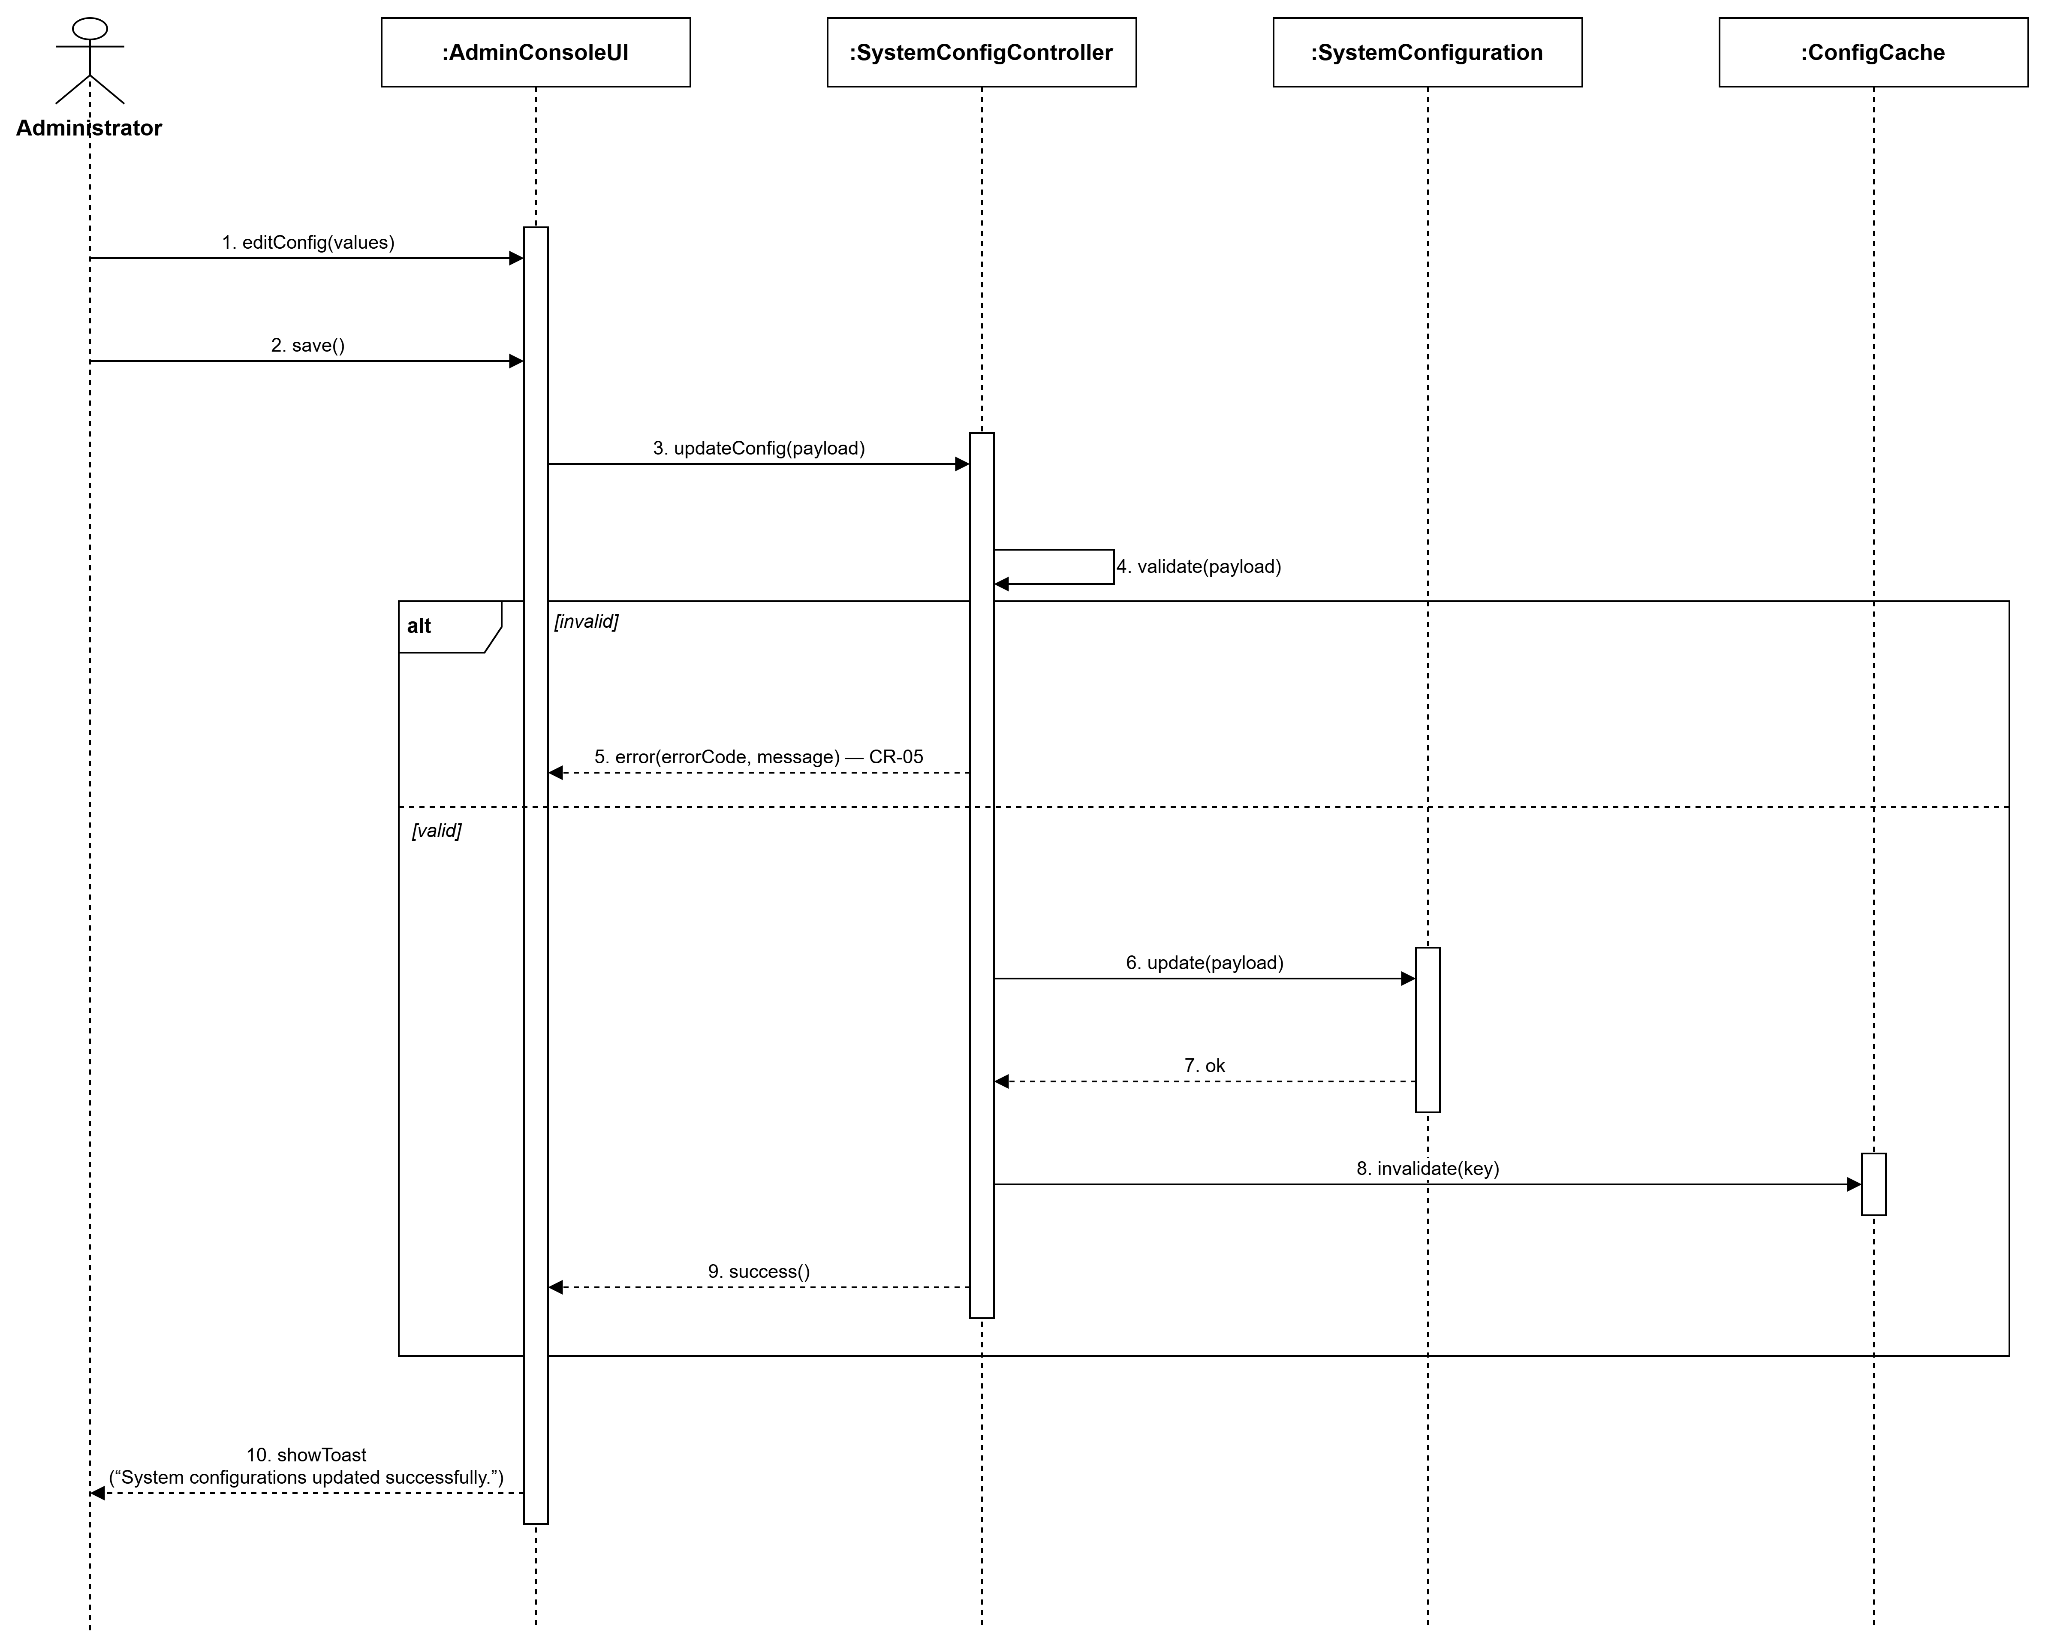 Administrator
:AdminConsoleUI
:SystemConfigController
:SystemConfiguration
:ConfigCache
1. editConfig(values)
2. save()
3. updateConfig(payload)
4. validate(payload)
alt
[invalid]
5. error(errorCode, message) — CR-05
[valid]
6. update(payload)
7. ok
8. invalidate(key)
9. success()
10. showToast
(“System configurations updated successfully.”)